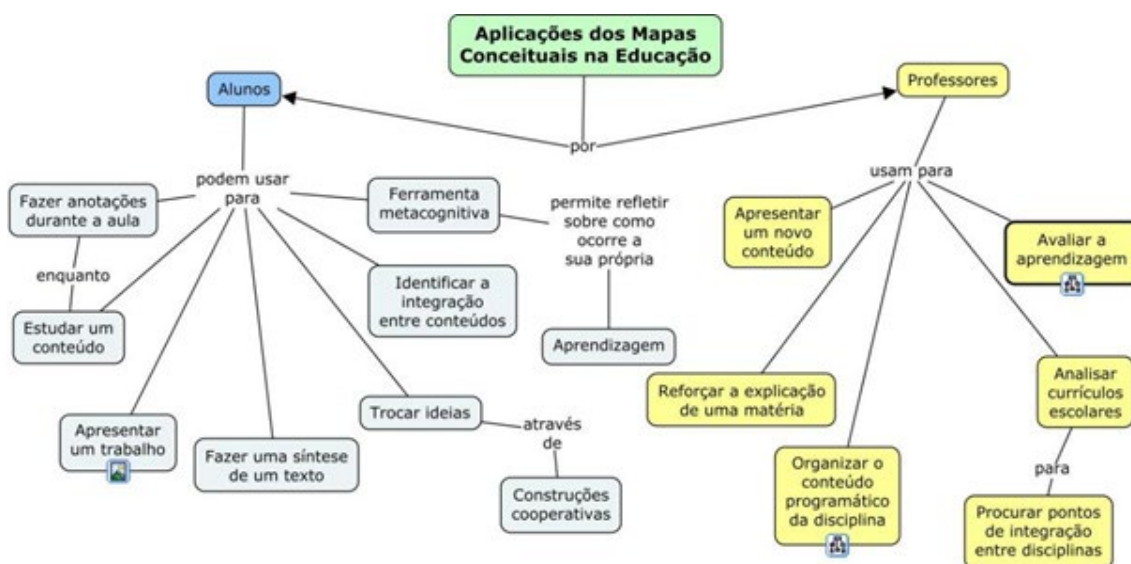 Aplicações dos Mapas
Conceituais na Educação
Alunos
Professores
por
podem usar
para
Fazer anotações
durante a aula
enquanto
Estudar um
conteúdo
Apresentar
um trabalho
Fazer uma síntese
de um texto
Trocar ideias
através
de
Construções
cooperativas
Identificar a
integração
entre conteúdos
Ferramenta
metacognitiva
permite refletir
sobre como
ocorre a
sua própria
Aprendizagem
usam para
Apresentar
um novo
conteúdo
Reforçar a explicação
de uma matéria
Organizar o
conteúdo
programático
da disciplina
Analisar
currículos
escolares
para
Procurar pontos
de integração
entre disciplinas
Avaliar a
aprendizagem